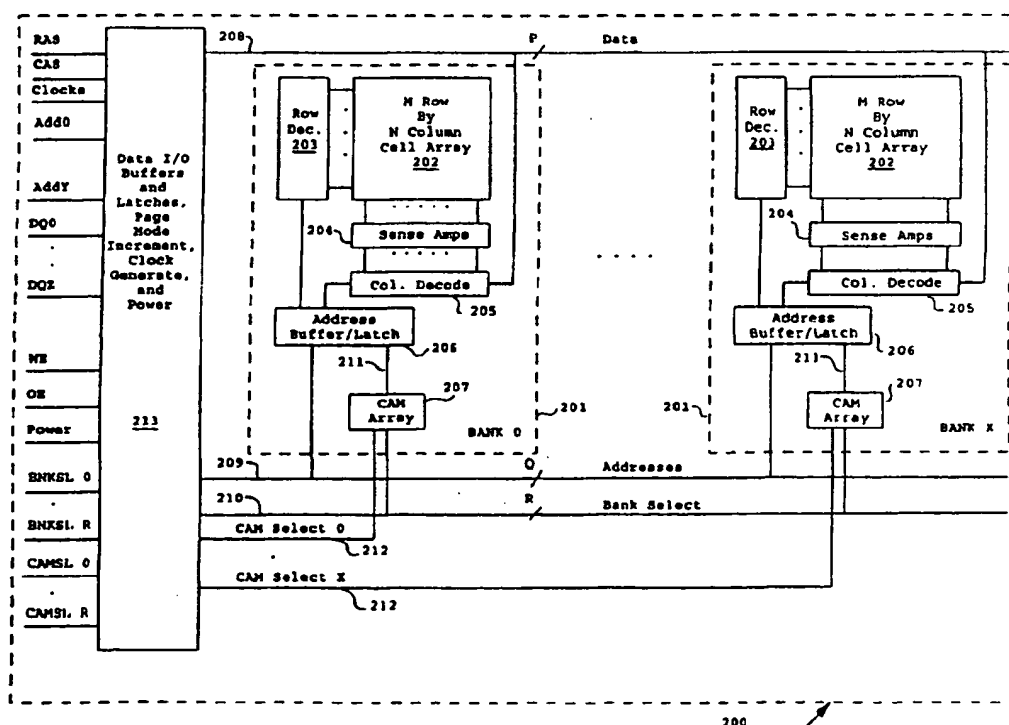 RAS
CAS
Clocks
Add0
AddY
DQ0
DQZ
WE
OE
Power
BNKSL 0
BNKSL R
CAMSL 0
CAMSL R
Data I/O
Buffers
and
Latches,
Page
Mode
Increment,
Clock
Generate,
and
Power
213
208
P
Data
Row
Dec.
203
M Row
By
N Column
Cell Array
202
204
Sense Amps
Col. Decode
205
Address
Buffer/Latch
206
211
207
CAM
Array
201
BANK 0
Row
Dec.
203
M Row
By
N Column
Cell Array
202
204
Sense Amps
Col. Decode
205
Address
Buffer/Latch
206
211
207
CAM
Array
201
BANK X
209
Q
Addresses
210
R
Bank Select
CAM Select 0
212
CAM Select X
212
200